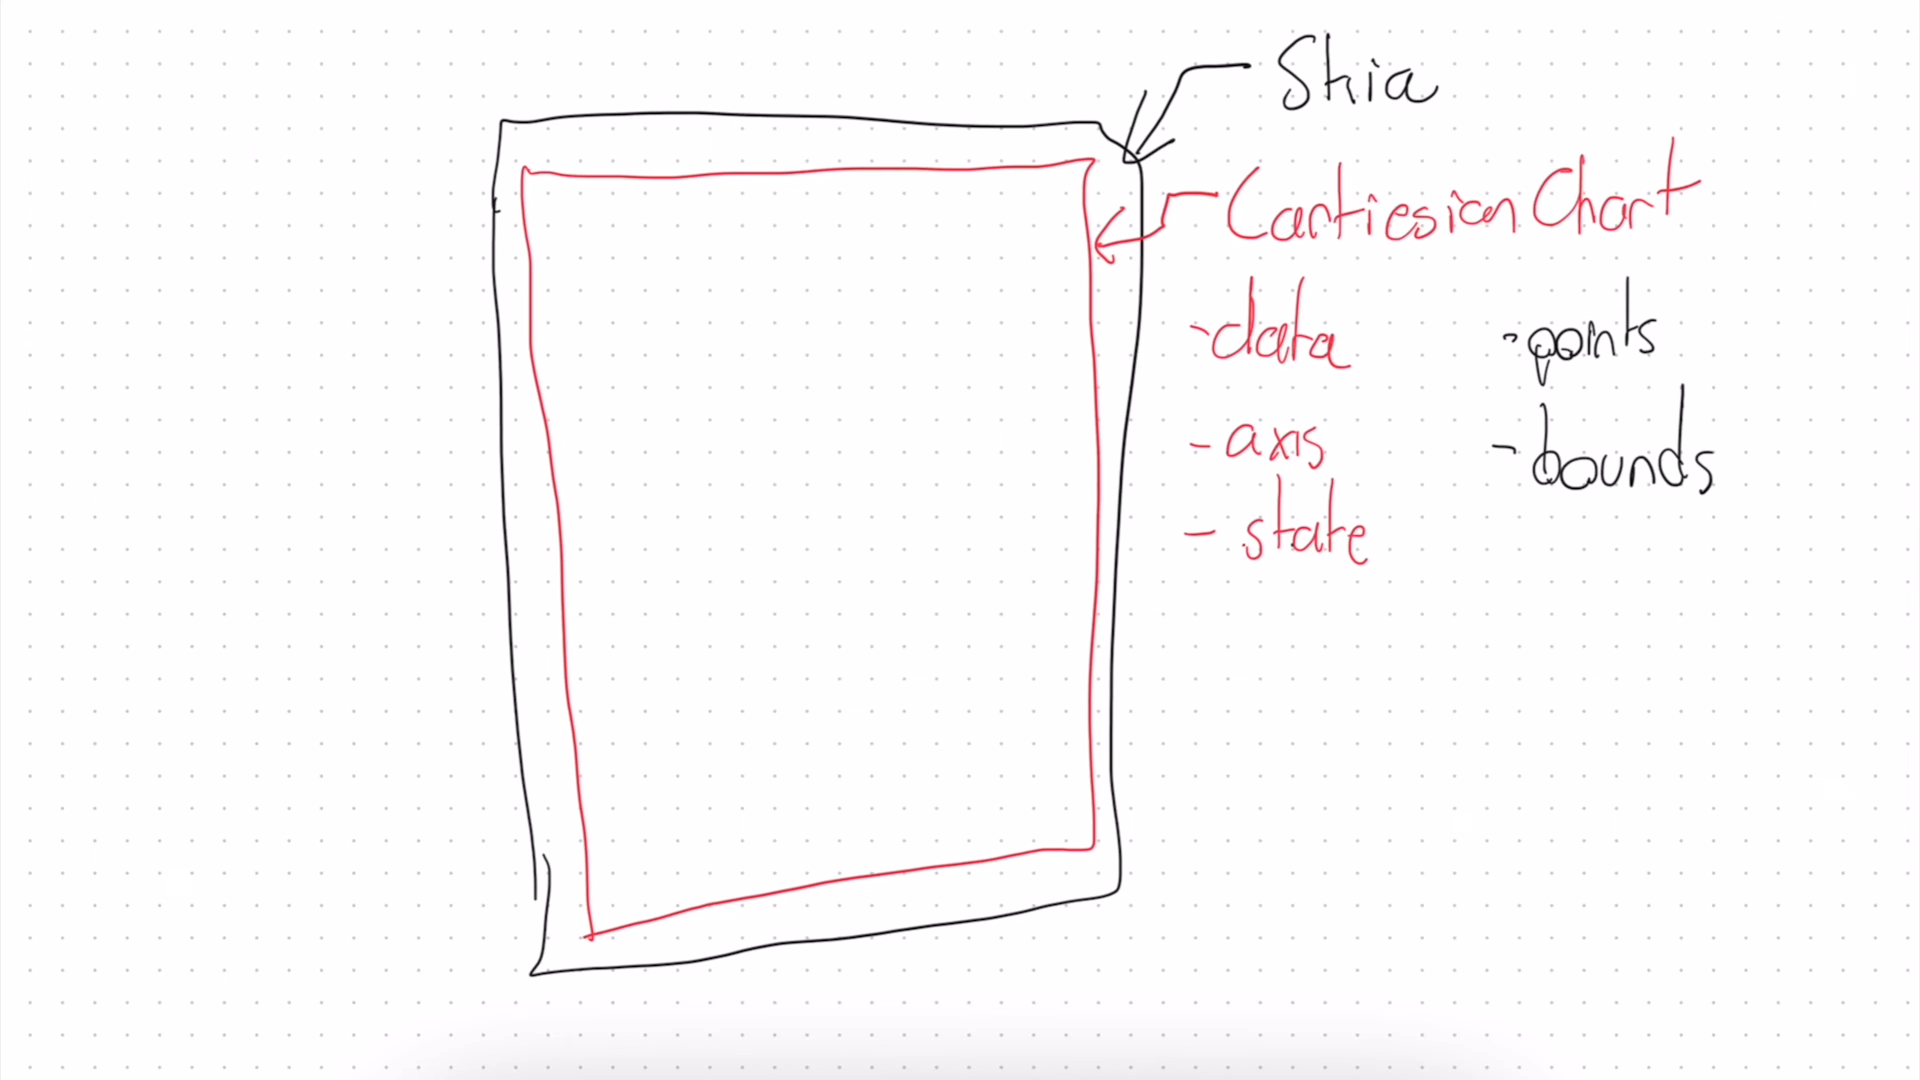 Skia
Cartiesian Chart
- data
- points
- axis
- bounds
- state